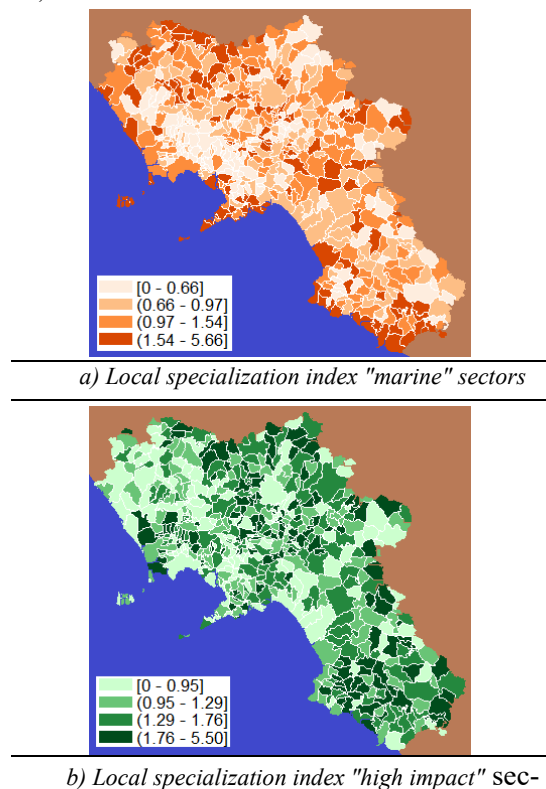 [0 - 0.66]
(0.66 - 0.97]
(0.97 - 1.54]
(1.54 - 5.66]
a) Local specialization index "marine" sectors
[0 - 0.95]
(0.95 - 1.29]
(1.29 - 1.76]
(1.76 - 5.50]
b) Local specialization index "high impact" sec-